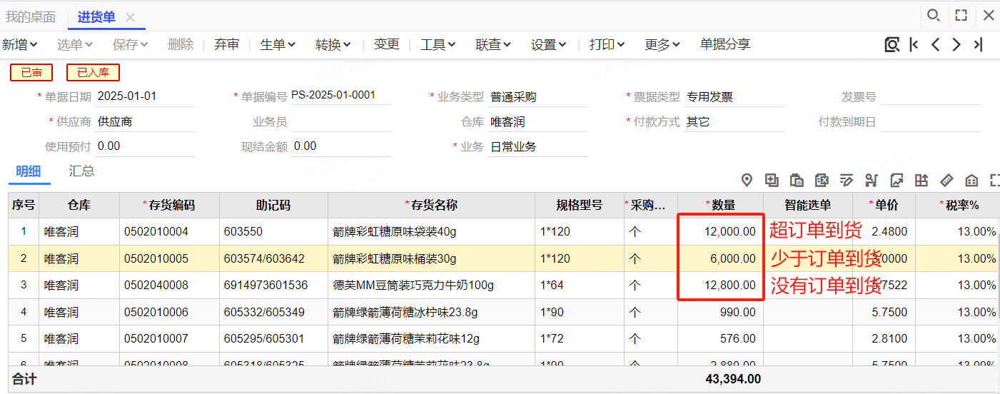 我的桌面 进货单
新增 选单 保存 删除 弃审 生单 转换 变更 工具 联查 设置 打印 更多 单据分享
已审 已入库
* 单据日期 2025-01-01 * 单据编号 PS-2025-01-0001 * 业务类型 普通采购 * 票据类型 专用发票 发票号
* 供应商 供应商 业务员 仓库 唯客润 * 付款方式 其它 付款到期日
使用预付 0.00 现结金额 0.00 * 业务 日常业务
明细 汇总
序号 仓库 *存货编码 助记码 *存货名称 规格型号 *采购... *数量 智能选单 *单价 *税率%
1 唯客润 0502010004 603550 箭牌彩虹糖原味袋装40g 1*120 个 12,000.00 超订单到货 2.4800 13.00%
2 唯客润 0502010005 603574/603642 箭牌彩虹糖原味桶装30g 1*120 个 6,000.00 少于订单到货 3.0000 13.00%
3 唯客润 0502040008 6914973601536 德芙MM豆筒装巧克力牛奶100g 1*64 个 12,800.00 没有订单到货 5.7522 13.00%
4 唯客润 0502010006 605332/605349 箭牌绿箭薄荷糖冰柠味23.8g 1*90 个 990.00 5.7500 13.00%
5 唯客润 0502010007 605295/605301 箭牌绿箭薄荷糖茉莉花味12g 1*72 个 576.00 2.8100 13.00%
6 唯客润 0502010008 605318/605325 箭牌绿箭薄荷糖茉莉花味23.8g 1*90 个 2,880.00 5.7500 13.00%
合计 43,394.00